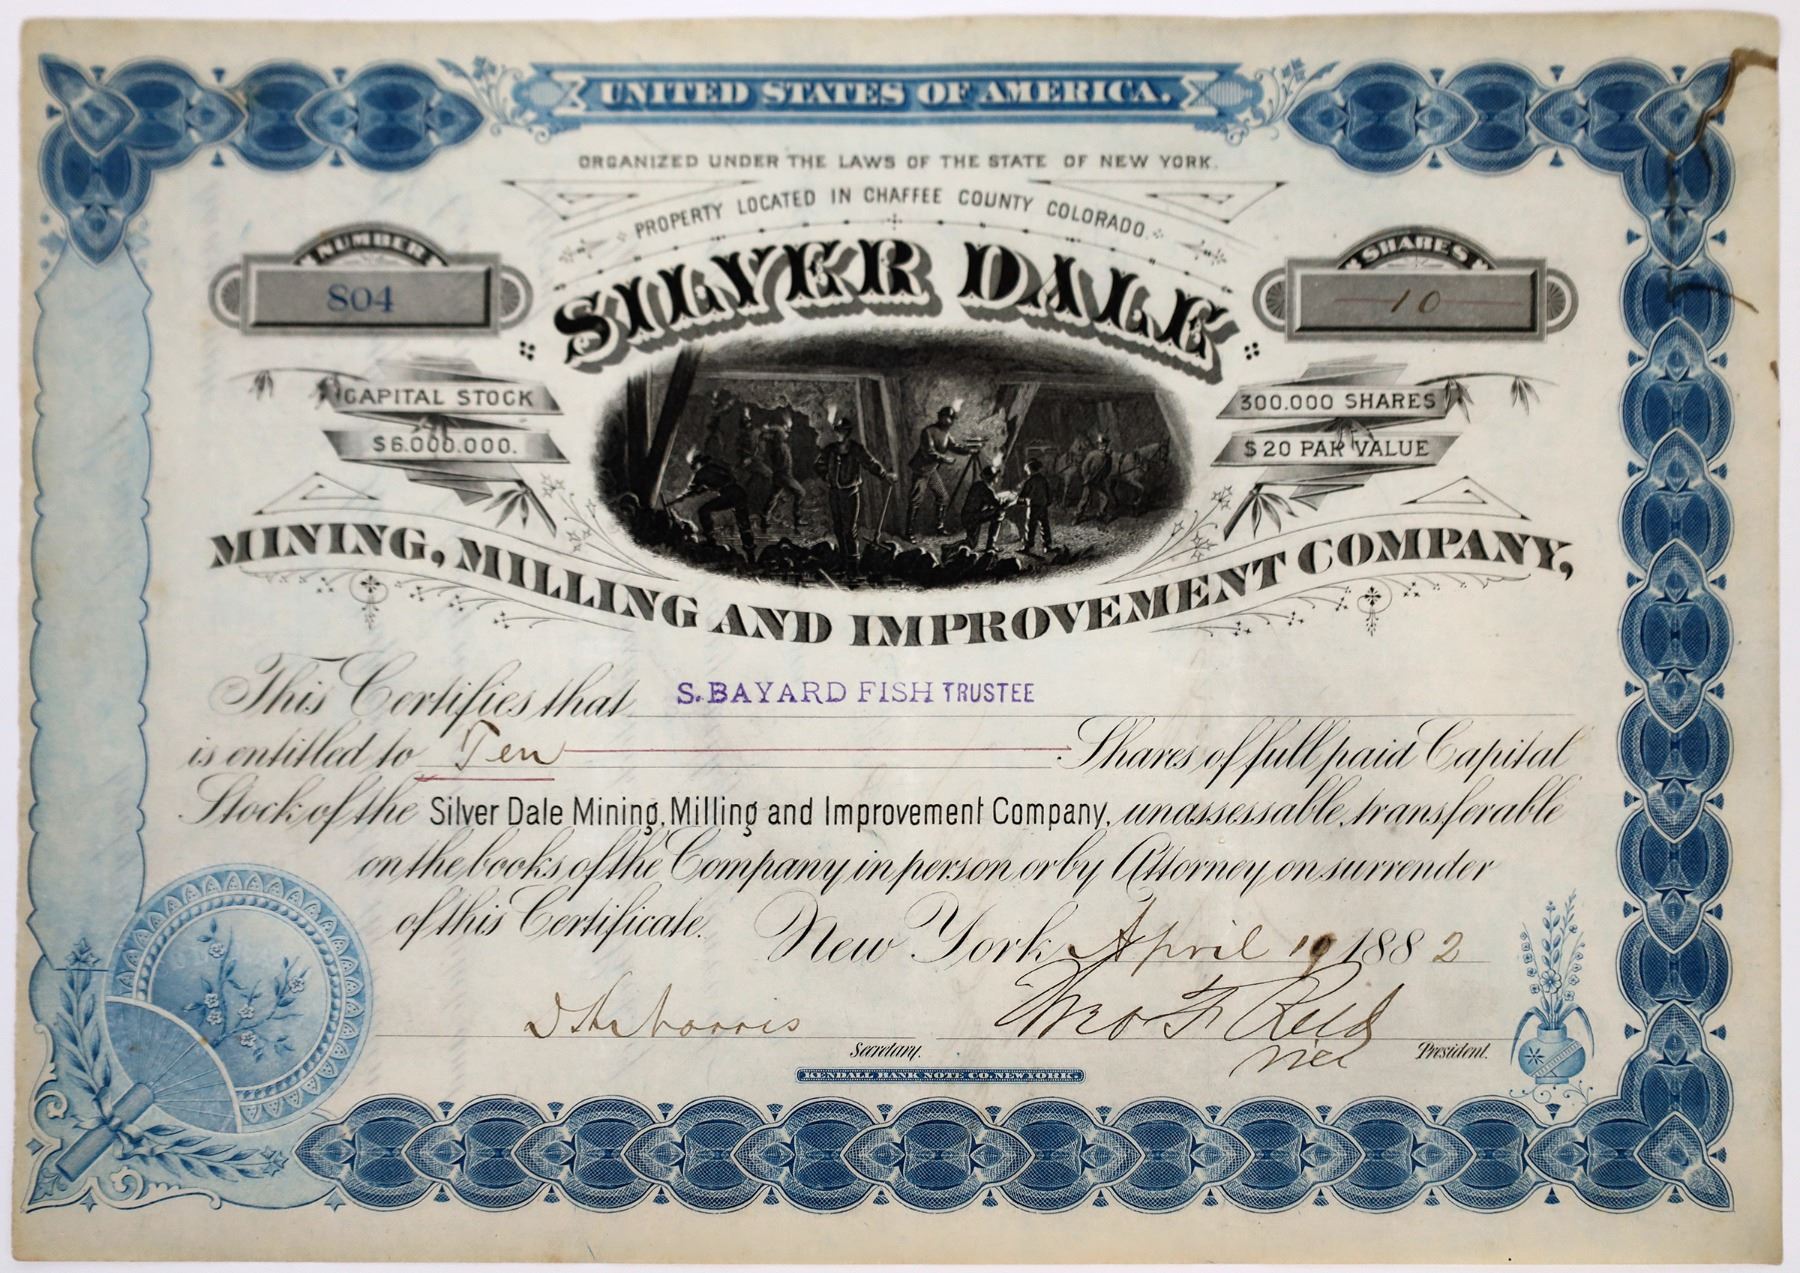 UNITED STATES OF AMERICA.
ORGANIZED UNDER THE LAWS OF THE STATE OF NEW YORK.
PROPERTY LOCATED IN CHAFFEE COUNTY COLORADO.
NUMBER
804
SHARES
10
SILVER DALE
CAPITAL STOCK
$6.000.000.
300.000 SHARES
$20 PAR VALUE
MINING, MILLING AND IMPROVEMENT COMPANY,
This Certifies that S. BAYARD FISH TRUSTEE
is entitled to Ten Shares of full paid Capital
Stock of the Silver Dale Mining, Milling and Improvement Company, unassessable, transferable
on the books of the Company in person or by Attorney on surrender
of this Certificate. New York April 19 1882
Morris
Geo F
Secretary.
President.
KENDALL BANK NOTE CO. NEW YORK.